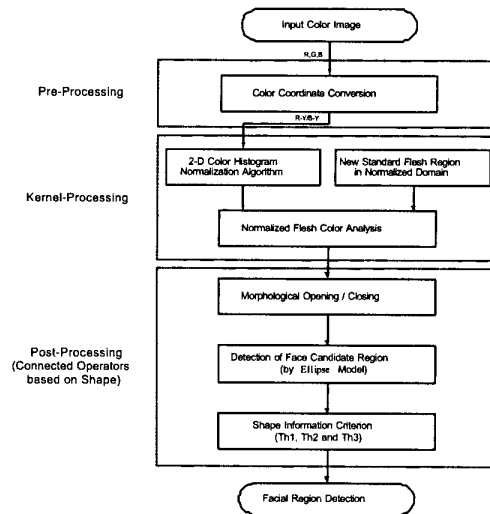 Input Color Image
R,G,B
Pre-Processing
Color Coordinate Conversion
R-Y/B-Y
2-D Color Histogram
Normalization Algorithm
New Standard Flesh Region
in Normalized Domain
Kernel-Processing
Normalized Flesh Color Analysis
Morphological Opening / Closing
Post-Processing
(Connected Operators
based on Shape)
Detection of Face Candidate Region
(by Ellipse Model)
Shape Information Criterion
(Th1, Th2 and Th3)
Facial Region Detection